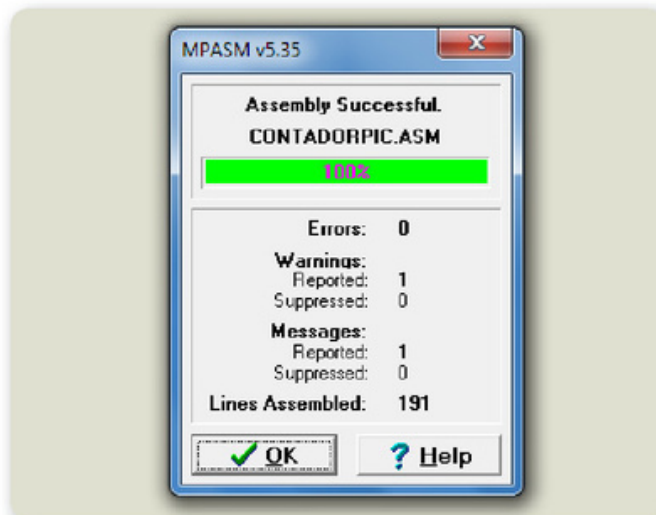 MPASM v5.35
Assembly Successful.
CONTADORPIC.ASM
100%
Errors: 0
Warnings:
Reported: 1
Suppressed: 0
Messages:
Reported: 1
Suppressed: 0
Lines Assembled: 191
OK
Help